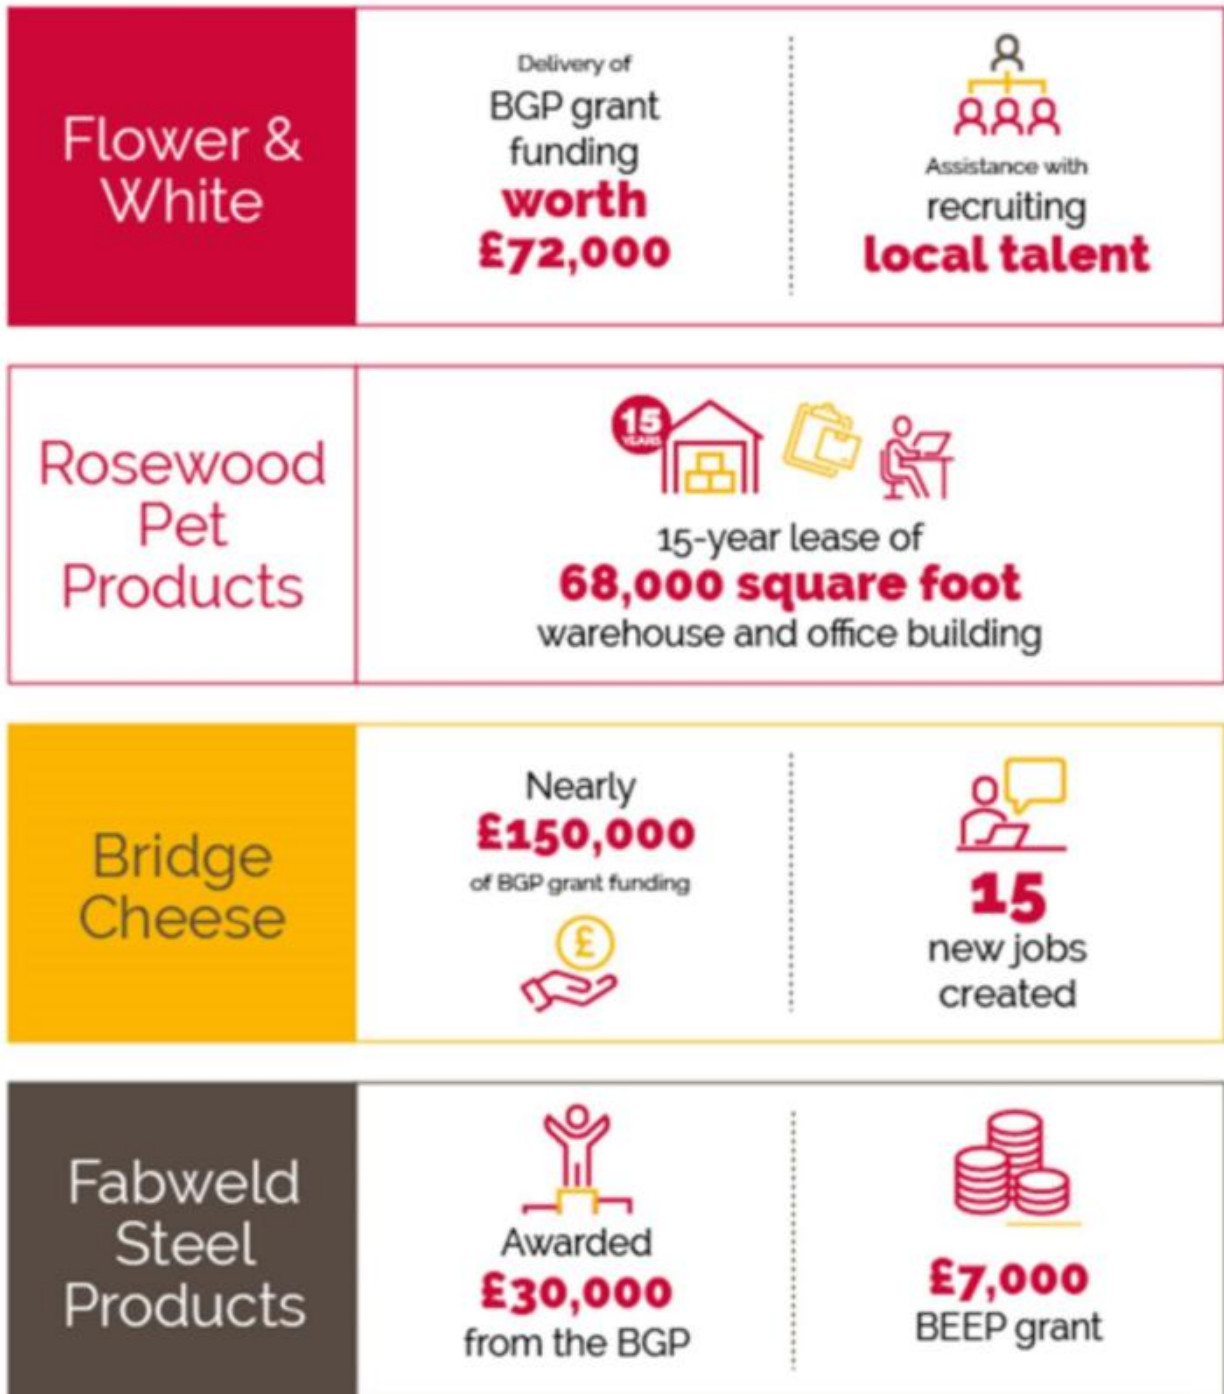 Flower &
White
Delivery of
BGP grant
funding
worth
£72,000
Assistance with
recruiting
local talent
Rosewood
Pet
Products
15
YEARS
15-year lease of
68,000 square foot
warehouse and office building
Bridge
Cheese
Nearly
£150,000
of BGP grant funding
£
15
new jobs
created
Fabweld
Steel
Products
Awarded
£30,000
from the BGP
£7,000
BEEP grant